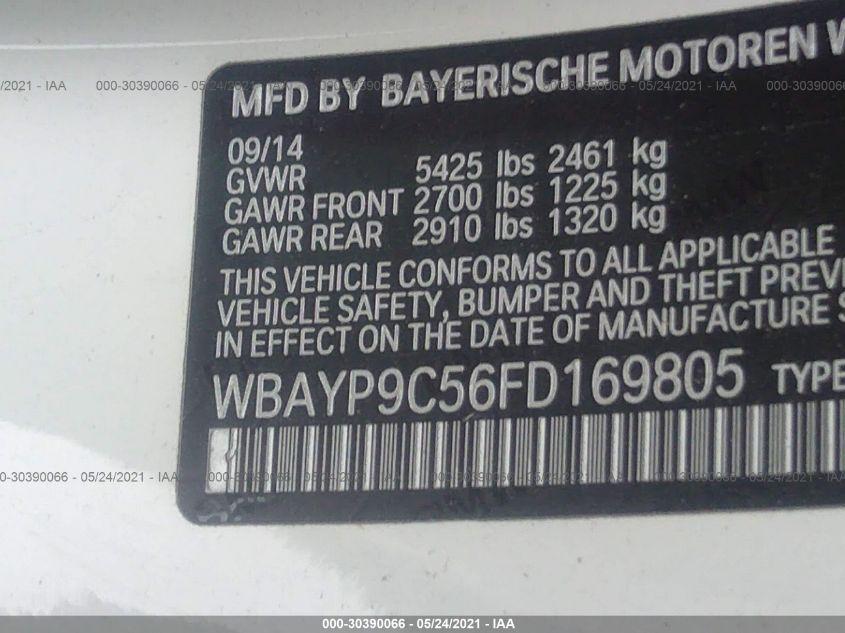 MFD BY BAYERISCHE MOTOREN W
09/14
GVWR 5425 lbs 2461 kg
GAWR FRONT 2700 lbs 1225 kg
GAWR REAR 2910 lbs 1320 kg
THIS VEHICLE CONFORMS TO ALL APPLICABLE
VEHICLE SAFETY, BUMPER AND THEFT PREV
IN EFFECT ON THE DATE OF MANUFACTURE S
WBAYP9C56FD169805 TYPE
000-30390066 - 05/24/2021 - IAA